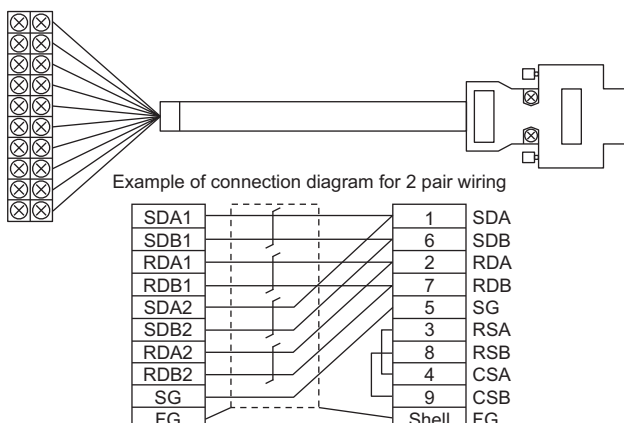 Example of connection diagram for 2 pair wiring
SDA1 1 SDA
SDB1 6 SDB
RDA1 2 RDA
RDB1 7 RDB
SDA2 5 SG
SDB2 3 RSA
RDA2 8 RSB
RDB2 4 CSA
SG 9 CSB
FG Shell FG